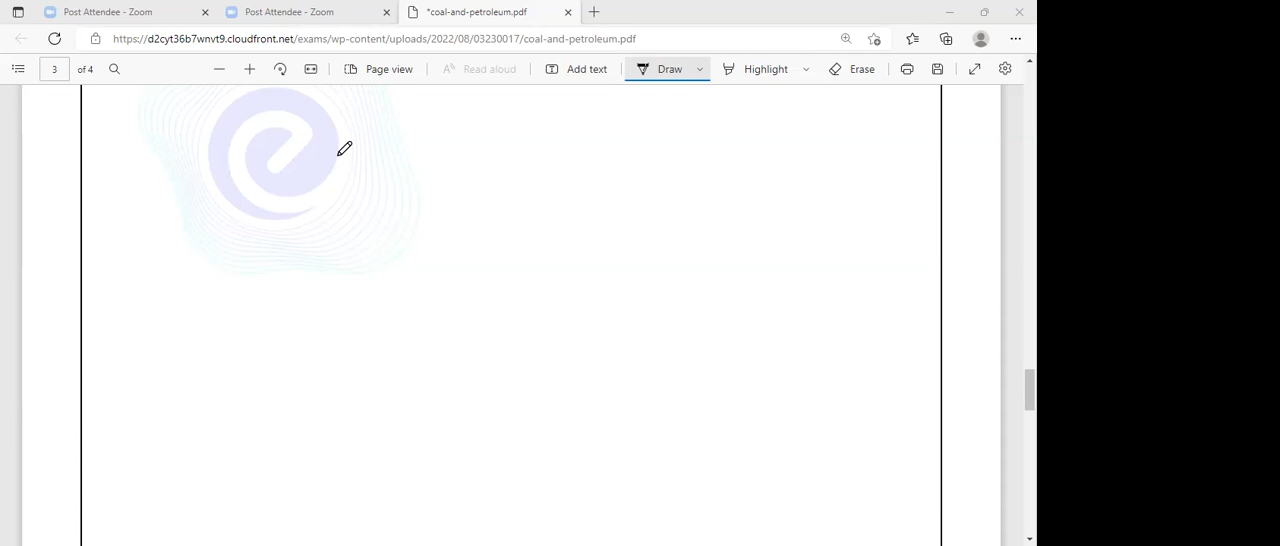 Post Attendee - Zoom
Post Attendee - Zoom
*coal-and-petroleum.pdf
https://d2cyt36b7wnvt9.cloudfront.net/exams/wp-content/uploads/2022/08/03230017/coal-and-petroleum.pdf
3 of 4
Page view
Read aloud
Add text
Draw
Highlight
Erase